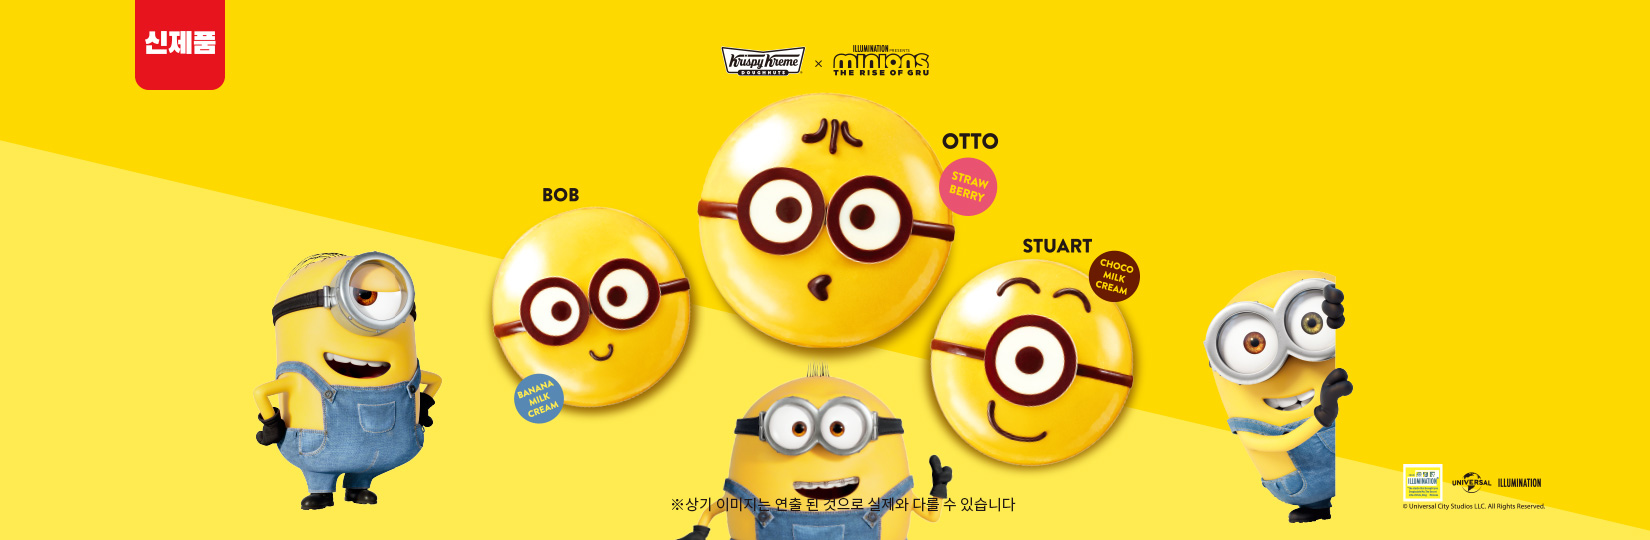 신제품
Krispy Kreme
DOUGHNUTS
×
ILLUMINATION PRESENTS
minions
THE RISE OF GRU
OTTO
STRAW
BERRY
BOB
STUART
CHOCO
MILK
CREAM
BANANA
MILK
CREAM
※상기 이미지는 연출 된 것으로 실제와 다를 수 있습니다
ILLUMINATION
UNIVERSAL
ILLUMINATION
© Universal City Studios LLC. All Rights Reserved.